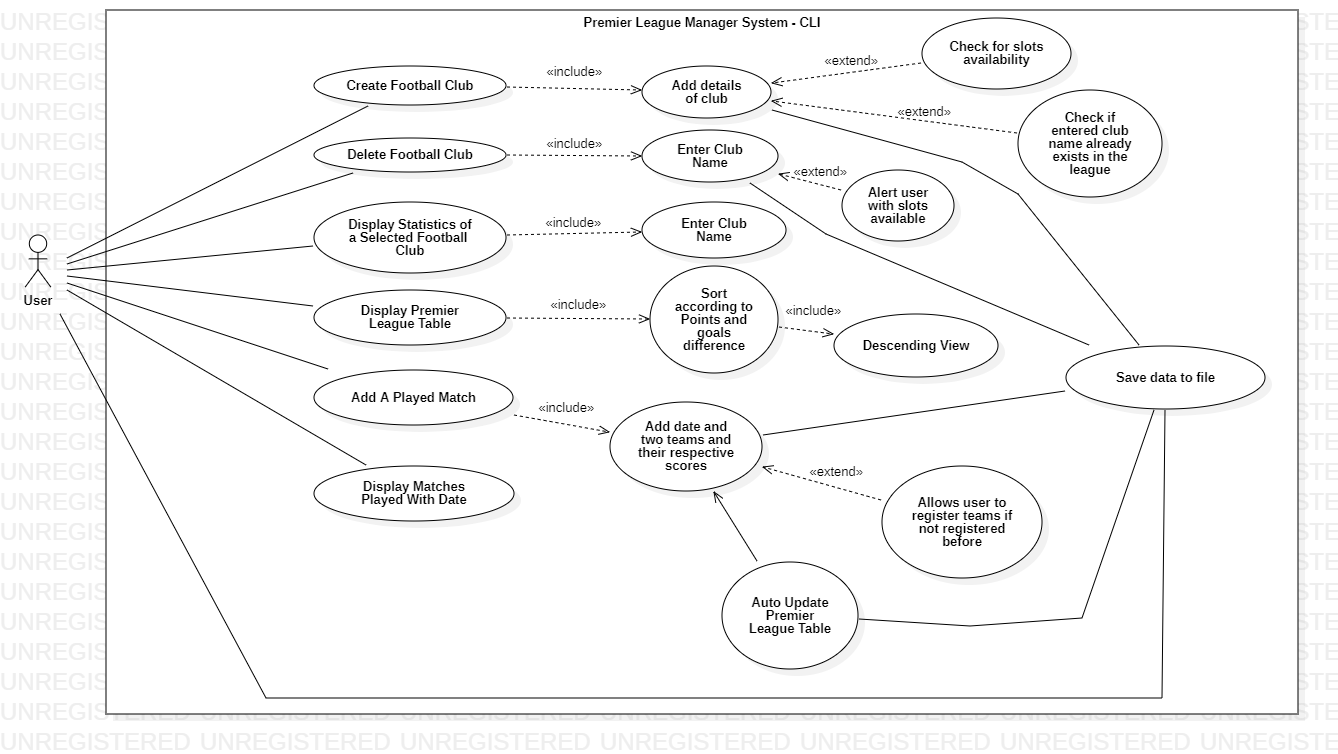 Premier League Manager System - CLI
Create Football Club
«include»
Add details
of club
«extend»
Check for slots
availability
«extend»
Check if
entered club
name already
exists in the
league
Delete Football Club
«include»
Enter Club
Name
«extend»
Alert user
with slots
available
Display Statistics of
a Selected Football
Club
«include»
Enter Club
Name
User
Display Premier
League Table
«include»
Sort
according to
Points and
goals
difference
«include»
Descending View
Save data to file
Add A Played Match
«include»
Add date and
two teams and
their respective
scores
«extend»
Allows user to
register teams if
not registered
before
Display Matches
Played With Date
Auto Update
Premier
League Table
UNREGISTERED UNREGISTERED UNREGISTERED UNREGISTERED UNREGISTERED UNREGISTERED